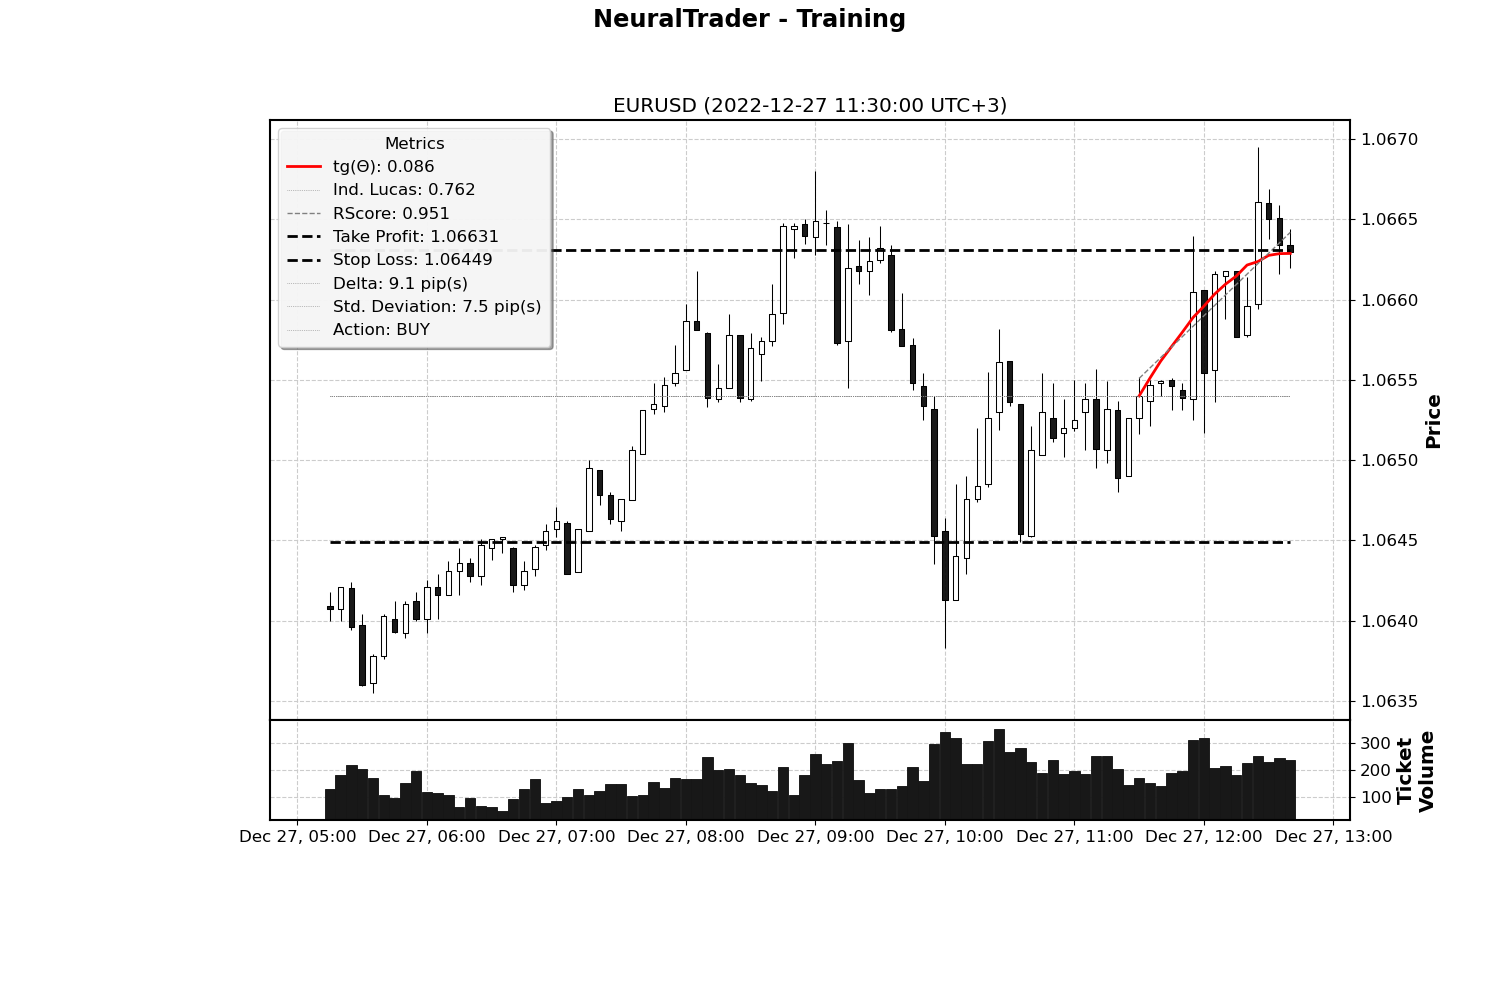 NeuralTrader - Training
EURUSD (2022-12-27 11:30:00 UTC+3)
Metrics
tg(Θ): 0.086
Ind. Lucas: 0.762
RScore: 0.951
Take Profit: 1.06631
Stop Loss: 1.06449
Delta: 9.1 pip(s)
Std. Deviation: 7.5 pip(s)
Action: BUY
1.0670
1.0665
1.0660
1.0655
1.0650
1.0645
1.0640
1.0635
Price
300
200
100
Ticket
Volume
Dec 27, 05:00 Dec 27, 06:00 Dec 27, 07:00 Dec 27, 08:00 Dec 27, 09:00 Dec 27, 10:00 Dec 27, 11:00 Dec 27, 12:00 Dec 27, 13:00